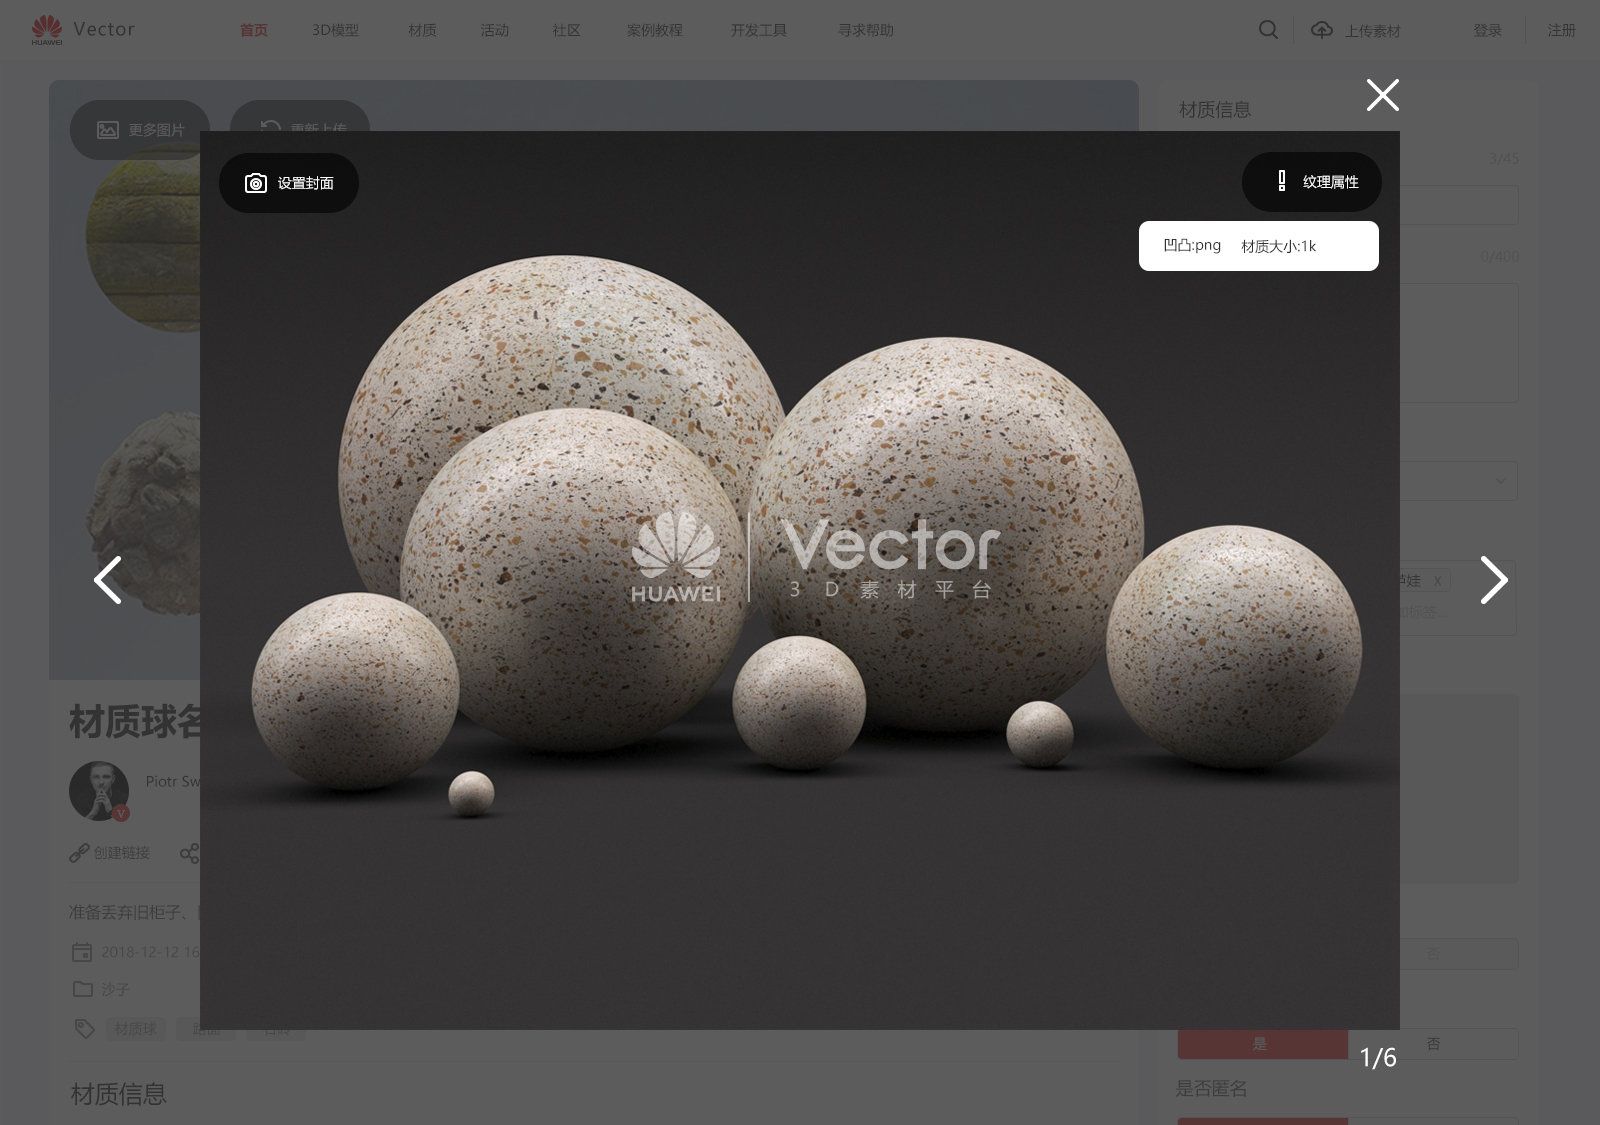 HUAWEI Vector 首页 3D模型 材质 活动 社区 案例教程 开发工具 寻求帮助 上传素材 登录 注册
更多图片 重新上传 材质信息
3/45
设置封面 纹理属性
凹凸:png 材质大小:1k
0/400
HUAWEI Vector
3D素材平台
娃 X
加标签...
材质球名
Piotr Sw
V
创建链接
准备丢弃旧柜子、
2018-12-12 16
否
沙子
材质球
是 否
1/6
是否匿名
材质信息